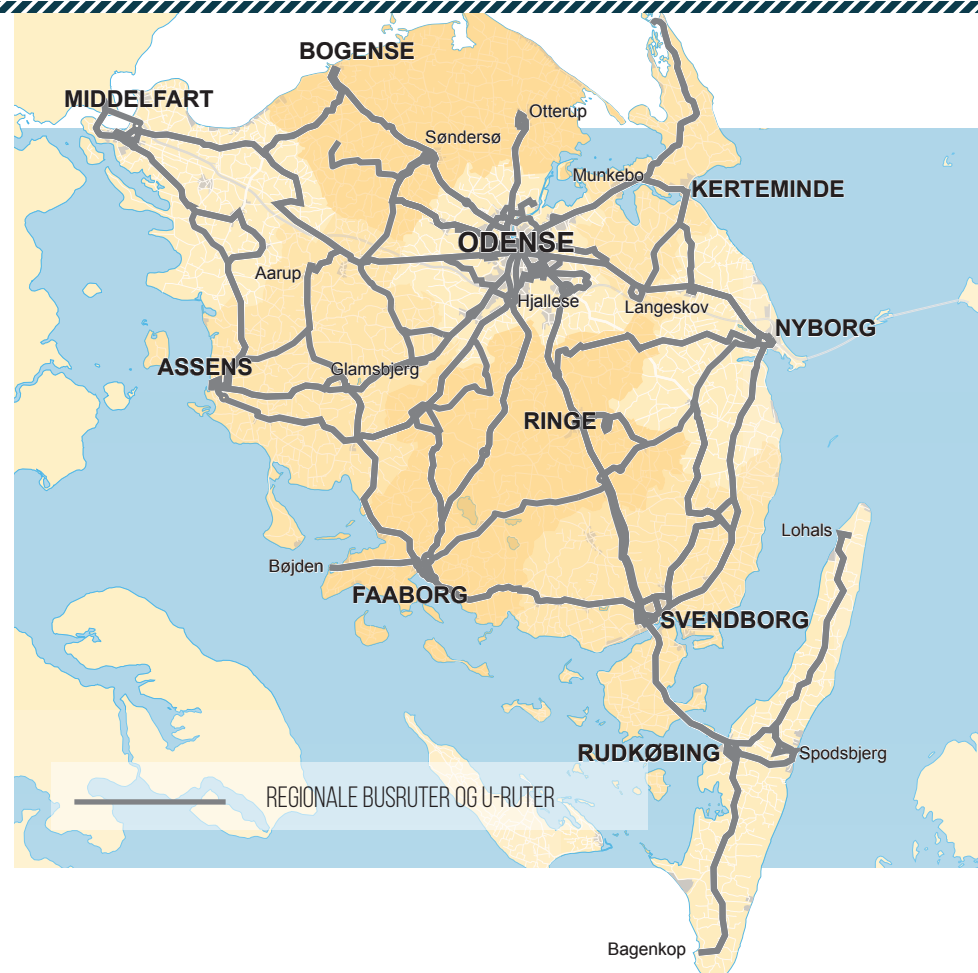 BOGENSE
MIDDELFART
Otterup
Søndersø
Munkebo
KERTEMINDE
ODENSE
Aarup
Hjallese
Langeskov
NYBORG
ASSENS
Glamsbjerg
RINGE
Lohals
Bøjden
FAABORG
SVENDBORG
RUDKØBING
Spodsbjerg
REGIONALE BUSRUTER OG U-RUTER
Bagenkop